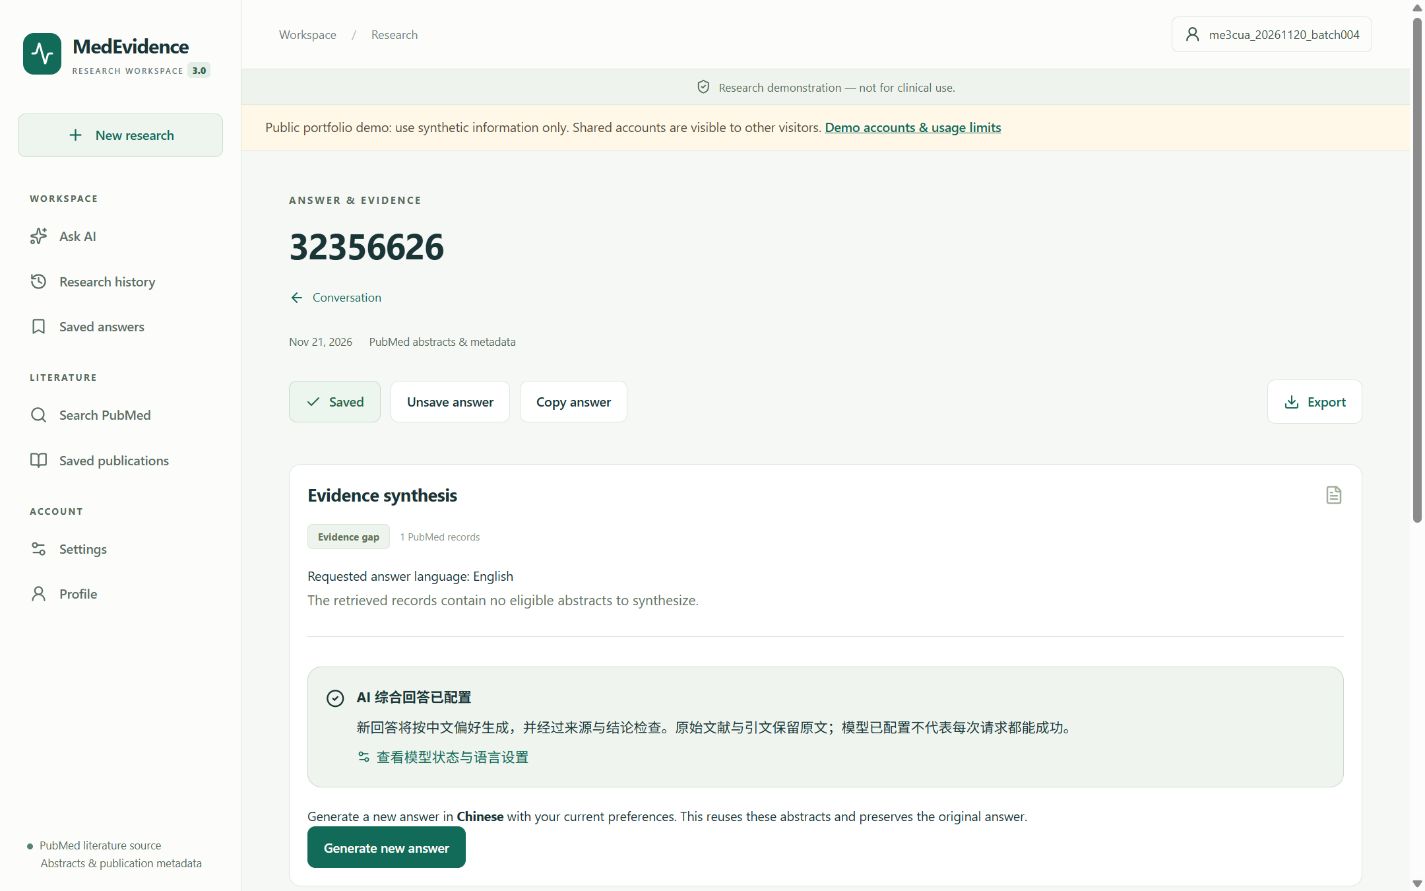 MedEvidence
RESEARCH WORKSPACE 3.0
New research
WORKSPACE
Ask AI
Research history
Saved answers
LITERATURE
Search PubMed
Saved publications
ACCOUNT
Settings
Profile
PubMed literature source
Abstracts & publication metadata
Workspace / Research
me3cua_20261120_batch004
Research demonstration — not for clinical use.
Public portfolio demo: use synthetic information only. Shared accounts are visible to other visitors. Demo accounts & usage limits
ANSWER & EVIDENCE
32356626
Conversation
Nov 21, 2026 PubMed abstracts & metadata
Saved
Unsave answer
Copy answer
Export
Evidence synthesis
Evidence gap 1 PubMed records
Requested answer language: English
The retrieved records contain no eligible abstracts to synthesize.
AI 综合回答已配置
新回答将按中文偏好生成，并经过来源与结论检查。原始文献与引文保留原文；模型已配置不代表每次请求都能成功。
查看模型状态与语言设置
Generate a new answer in Chinese with your current preferences. This reuses these abstracts and preserves the original answer.
Generate new answer